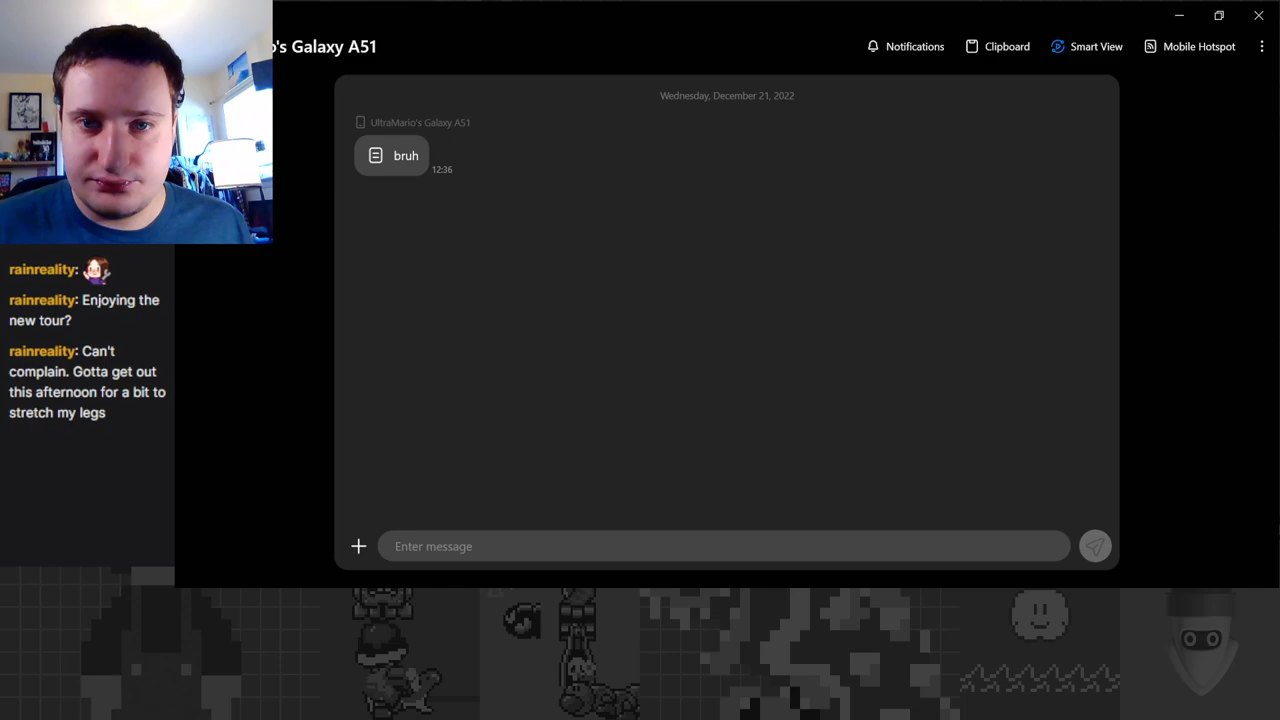 o's Galaxy A51
Notifications
Clipboard
Smart View
Mobile Hotspot
Wednesday, December 21, 2022
UltraMario's Galaxy A51
bruh
12:36
rainreality:
rainreality: Enjoying the
new tour?
rainreality: Can't
complain. Gotta get out
this afternoon for a bit to
stretch my legs
Enter message